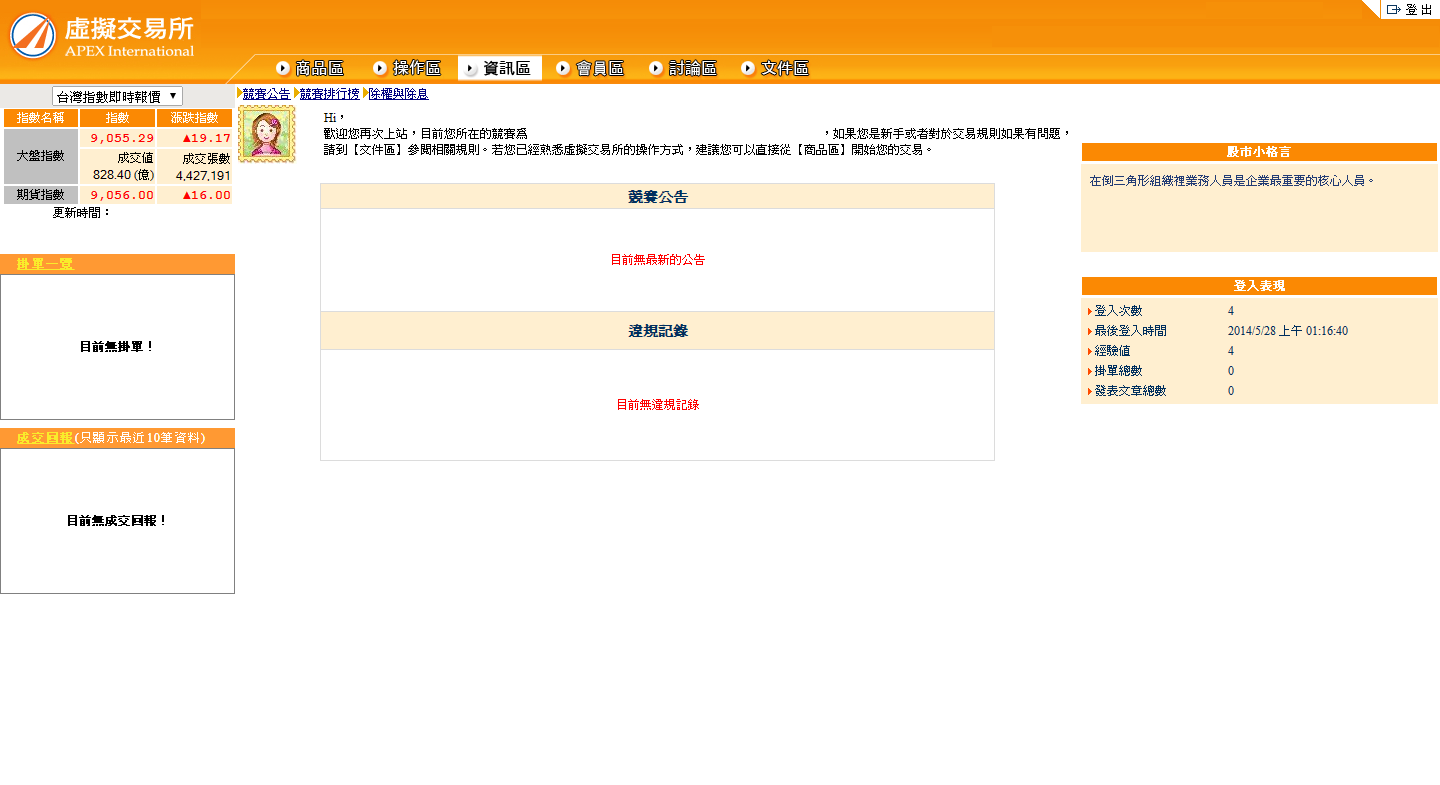 虛擬交易所
APEX International
登 出
商品區 操作區 資訊區 會員區 討論區 文件區
台灣指數即時報價
指數名稱 指數 漲跌指數
大盤指數 9,055.29 ▲19.17
成交值 成交張數
828.40 (億) 4,427,191
期貨指數 9,056.00 ▲16.00
更新時間：
掛單一覽
目前無掛單！
成交回報(只顯示最近10筆資料)
目前無成交回報！
競賽公告 競賽排行榜 除權與除息
Hi，
歡迎您再次上站，目前您所在的競賽為 ，如果您是新手或者對於交易規則如果有問題，
請到【文件區】參閱相關規則。若您已經熟悉虛擬交易所的操作方式，建議您可以直接從【商品區】開始您的交易。
競賽公告
目前無最新的公告
違規記錄
目前無違規記錄
股市小格言
在倒三角形組織裡業務人員是企業最重要的核心人員。
登入表現
登入次數 4
最後登入時間 2014/5/28 上午 01:16:40
經驗值 4
掛單總數 0
發表文章總數 0